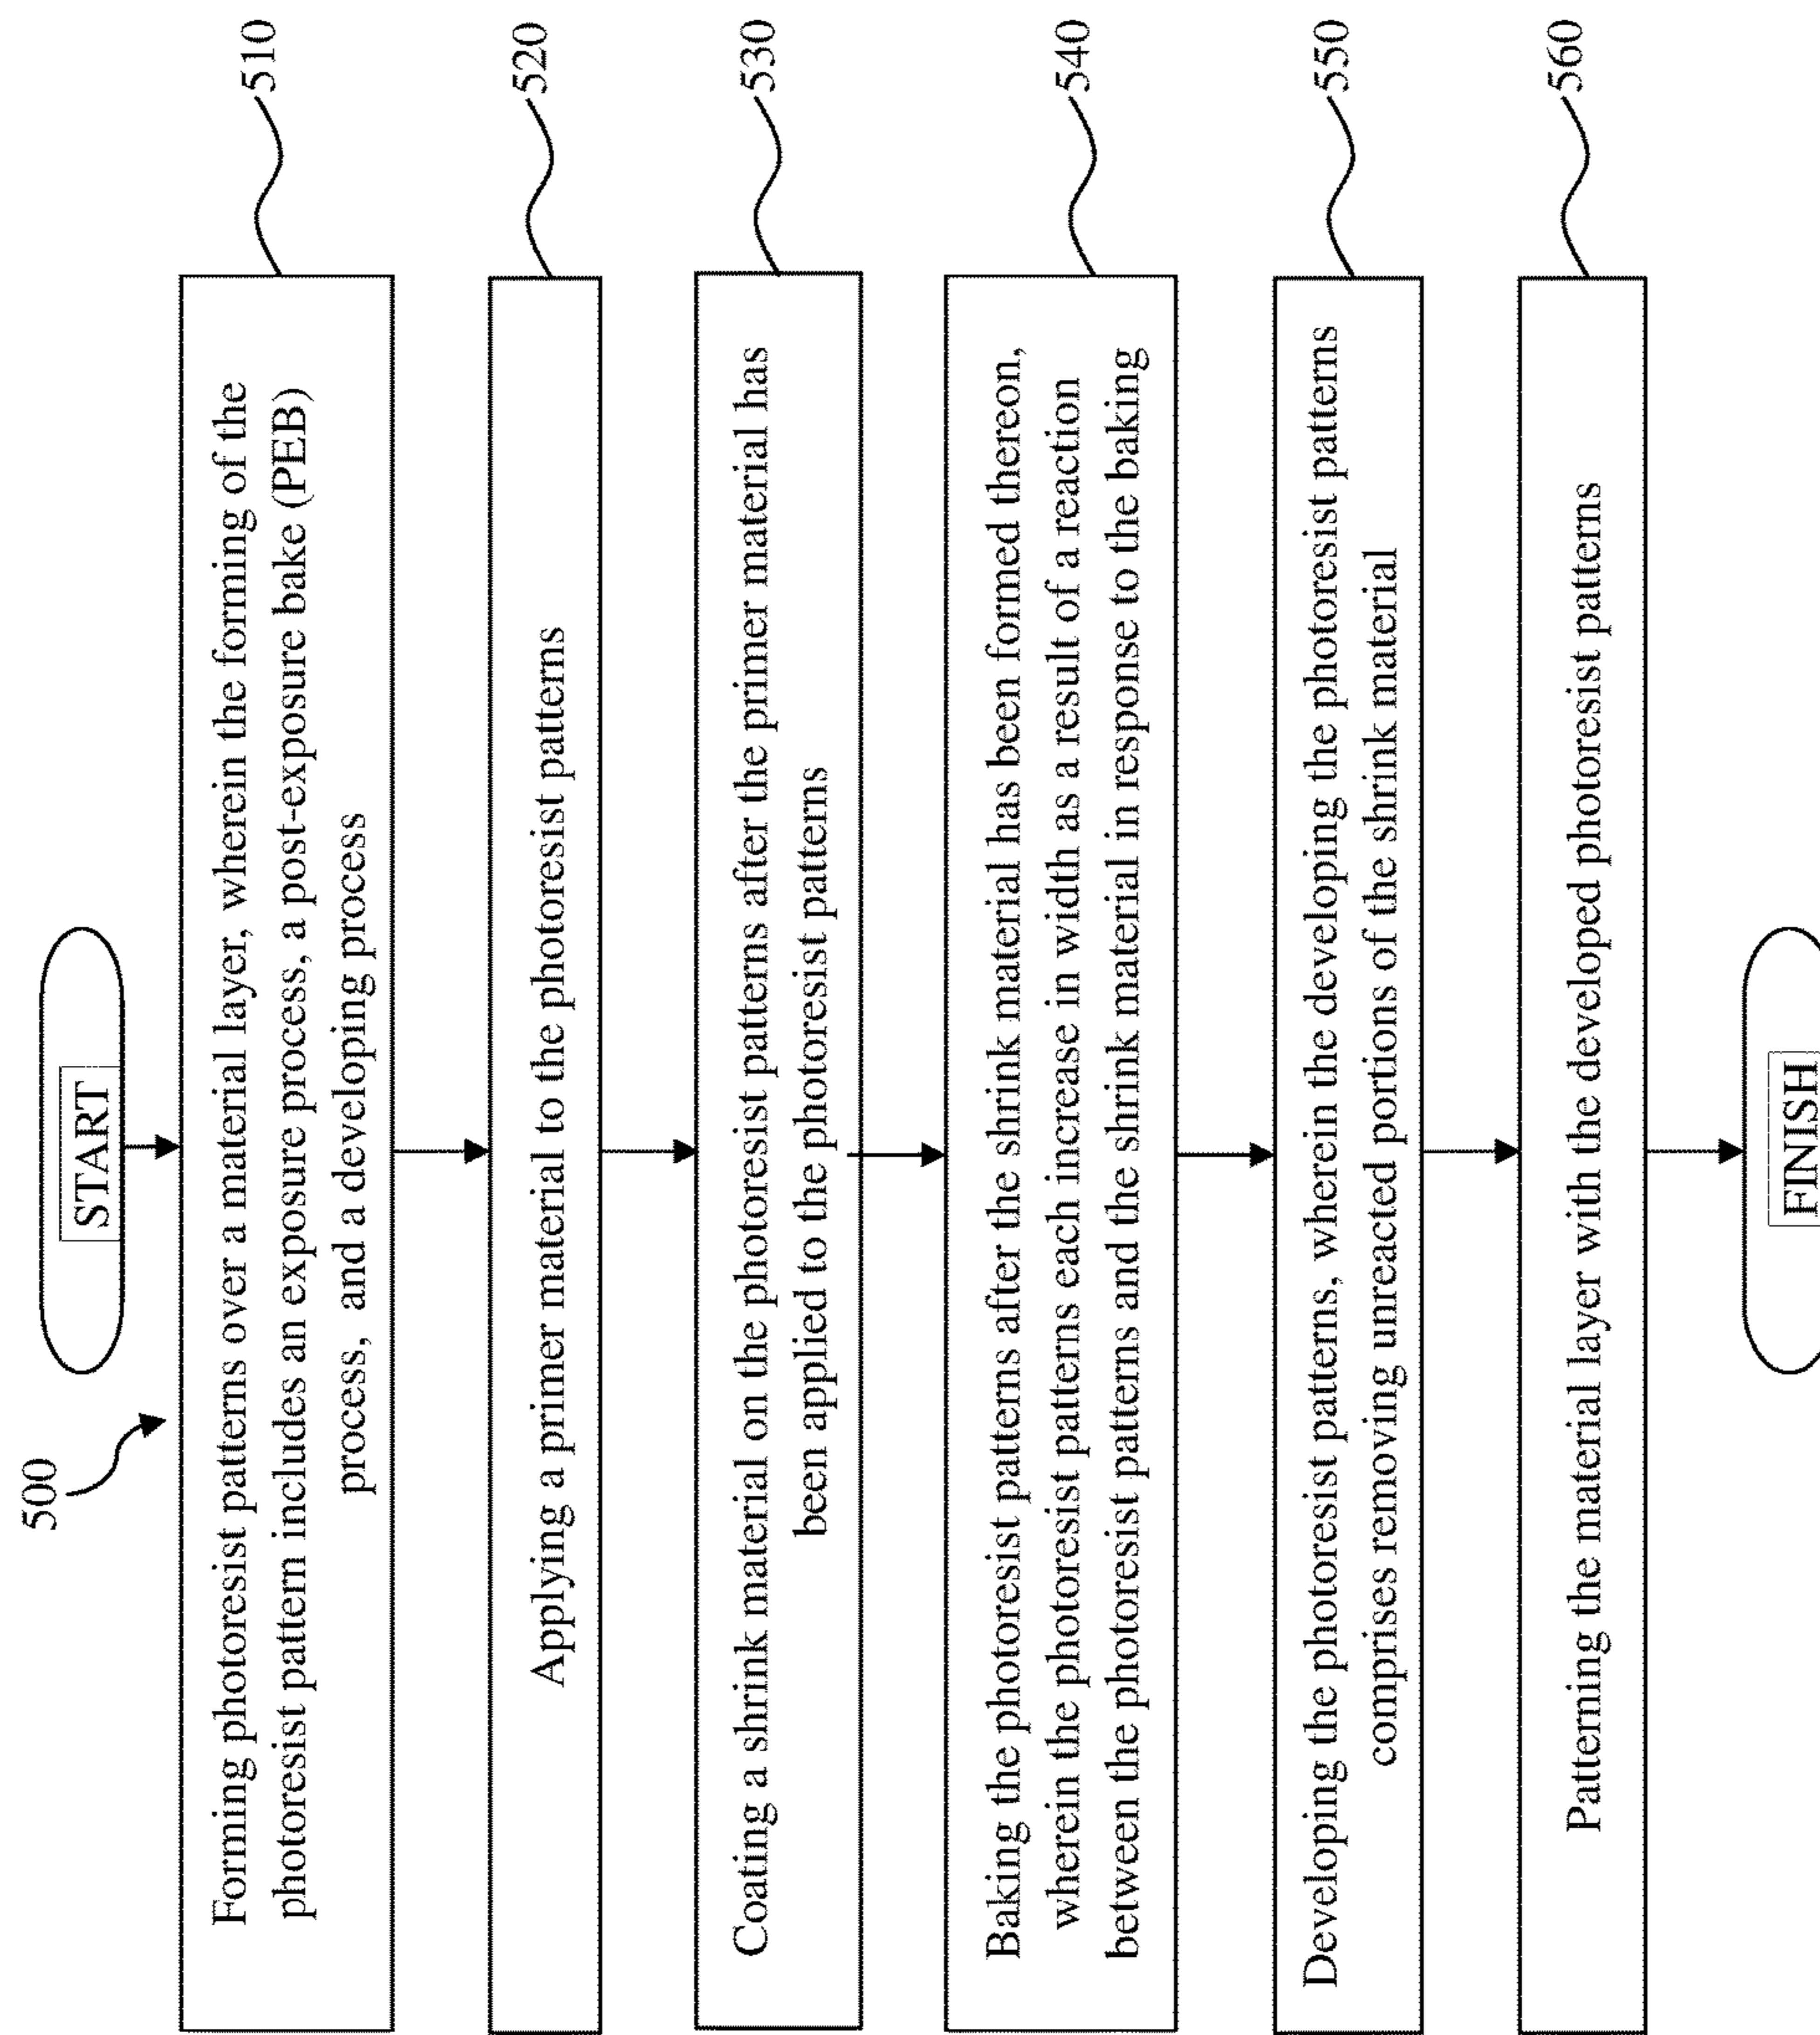 500
START
Forming photoresist patterns over a material layer, wherein the forming of the
photoresist pattern includes an exposure process, a post-exposure bake (PEB)
process, and a developing process
510
Applying a primer material to the photoresist patterns
520
Coating a shrink material on the photoresist patterns after the primer material has
been applied to the photoresist patterns
530
Baking the photoresist patterns after the shrink material has been formed thereon,
wherein the photoresist patterns each increase in width as a result of a reaction
between the photoresist patterns and the shrink material in response to the baking
540
Developing the photoresist patterns, wherein the developing the photoresist patterns
comprises removing unreacted portions of the shrink material
550
Patterning the material layer with the developed photoresist patterns
560
FINISH